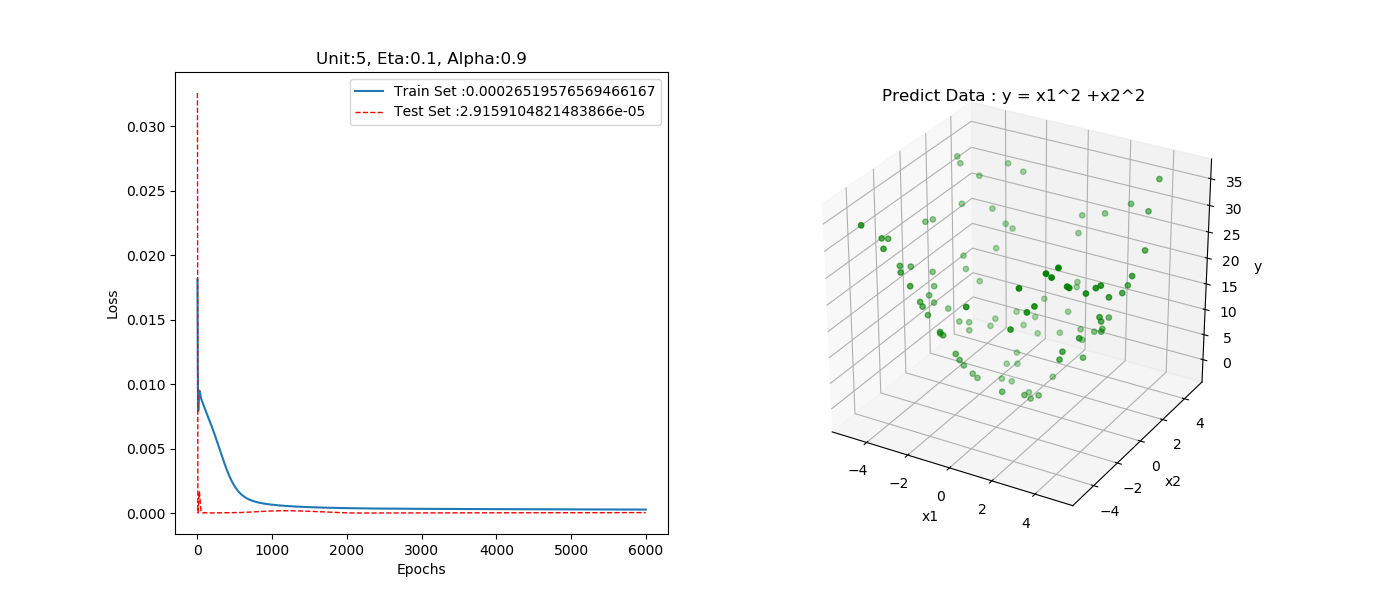 Unit:5, Eta:0.1, Alpha:0.9
Train Set :0.00026519576569466167
Test Set :2.9159104821483866e-05
0.030
0.025
0.020
0.015
0.010
0.005
0.000
Loss
0 1000 2000 3000 4000 5000 6000
Epochs
Predict Data : y = x1^2 +x2^2
35
30
25
20
15
10
5
0
y
4
2
0
−2
−4
x2
−4
−2
0
2
4
x1